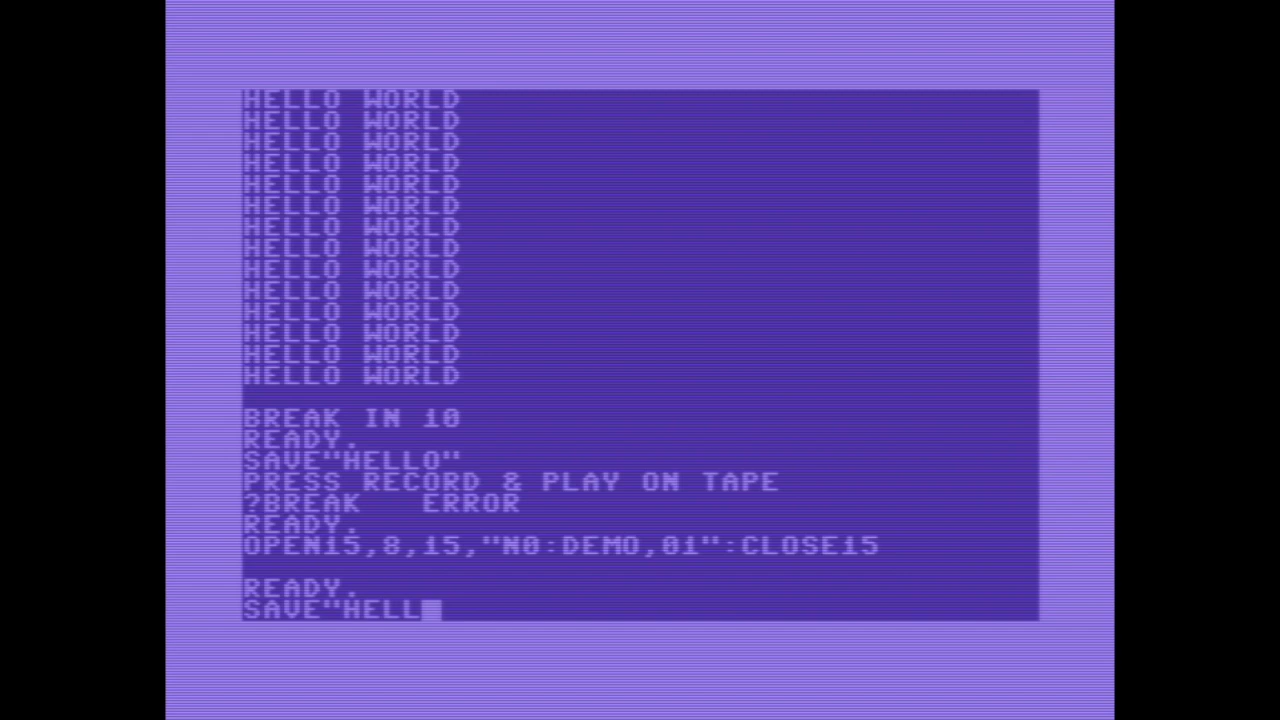 HELLO WORLD
HELLO WORLD
HELLO WORLD
HELLO WORLD
HELLO WORLD
HELLO WORLD
HELLO WORLD
HELLO WORLD
HELLO WORLD
HELLO WORLD
HELLO WORLD
HELLO WORLD
HELLO WORLD
HELLO WORLD
BREAK IN 10
READY.
SAVE"HELLO"
PRESS RECORD & PLAY ON TAPE
?BREAK   ERROR
READY.
OPEN15,8,15,"N0:DEMO,01":CLOSE15
READY.
SAVE"HELL